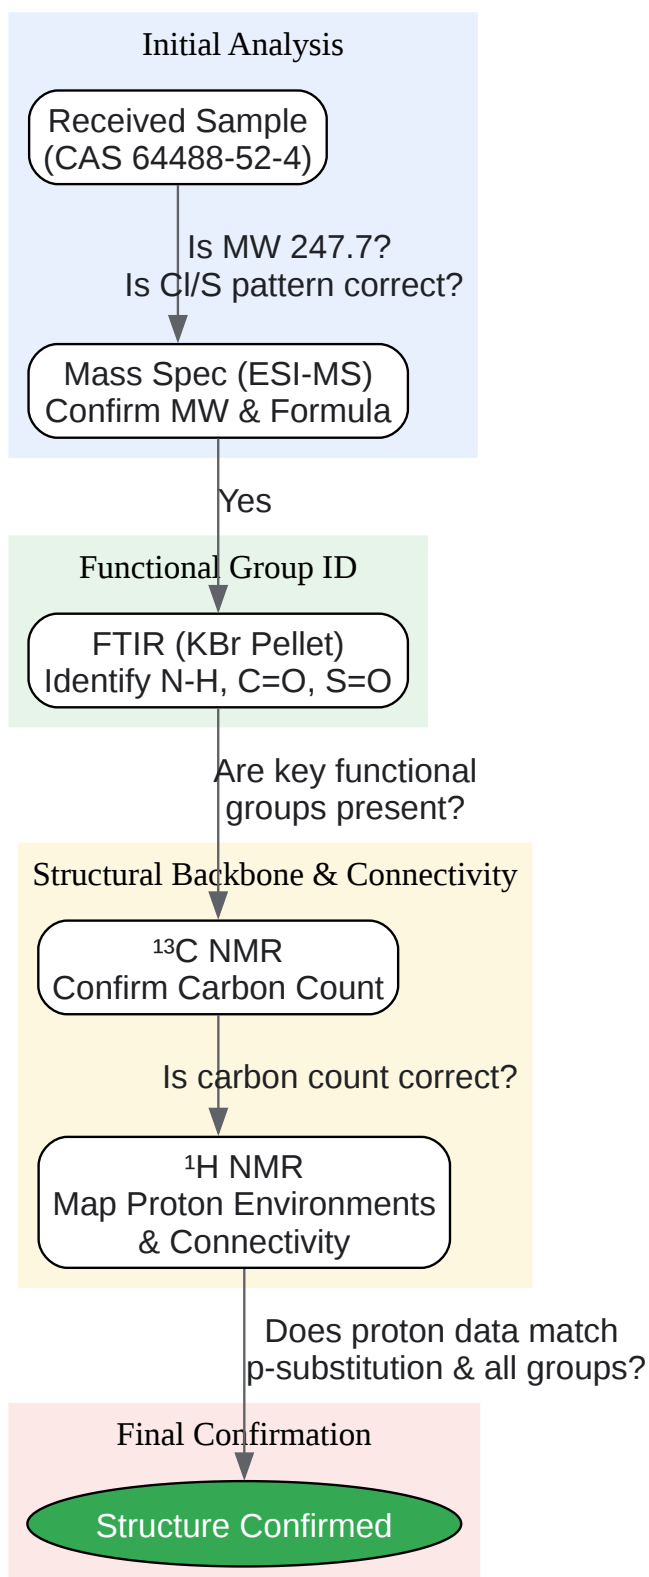 Initial Analysis
Received Sample
(CAS 64488-52-4)
Is MW 247.7?
Is Cl/S pattern correct?
Mass Spec (ESI-MS)
Confirm MW & Formula
Yes
Functional Group ID
FTIR (KBr Pellet)
Identify N-H, C=O, S=O
Are key functional
groups present?
Structural Backbone & Connectivity
¹³C NMR
Confirm Carbon Count
Is carbon count correct?
¹H NMR
Map Proton Environments
& Connectivity
Does proton data match
p-substitution & all groups?
Final Confirmation
Structure Confirmed